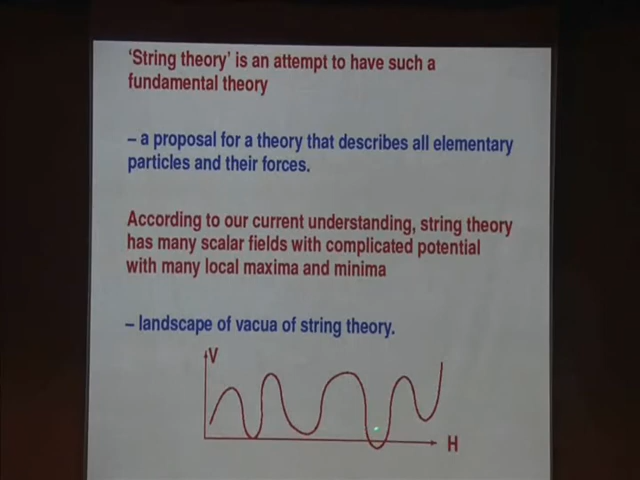 ‘String theory’ is an attempt to have such a
fundamental theory
– a proposal for a theory that describes all elementary
particles and their forces.
According to our current understanding, string theory
has many scalar fields with complicated potential
with many local maxima and minima
– landscape of vacua of string theory.
V
H